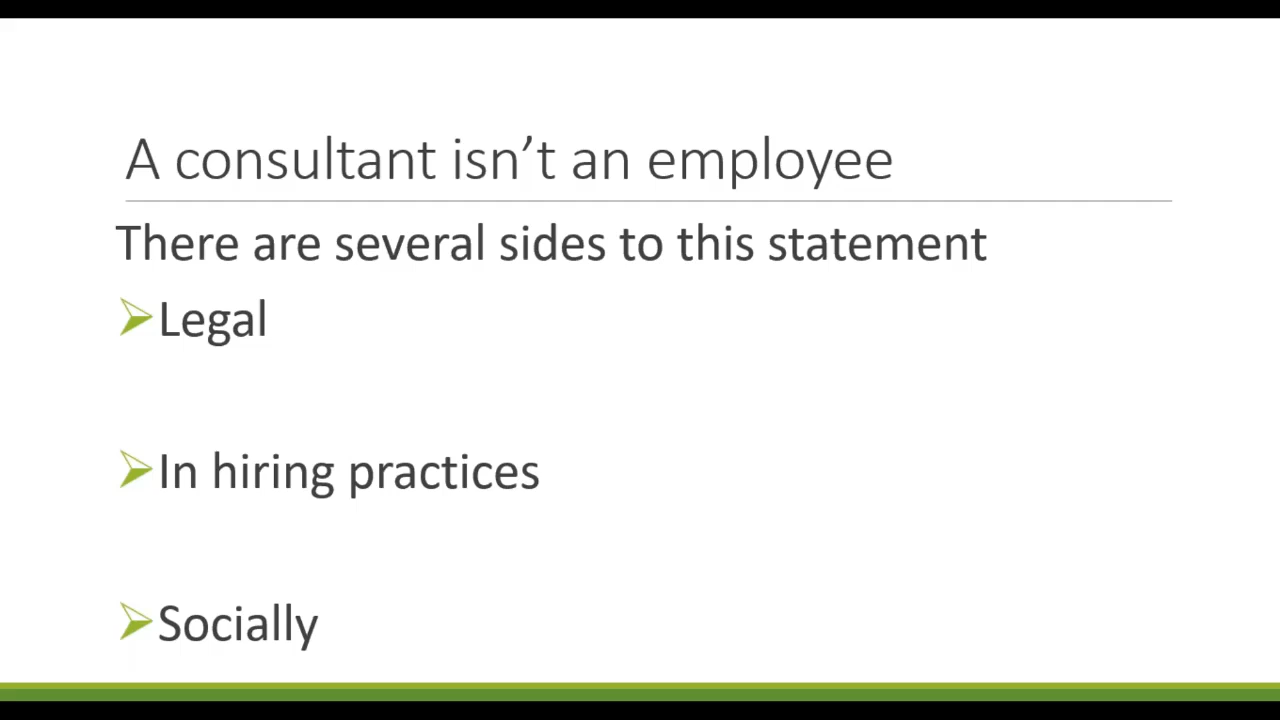 A consultant isn’t an employee
There are several sides to this statement
Legal
In hiring practices
Socially